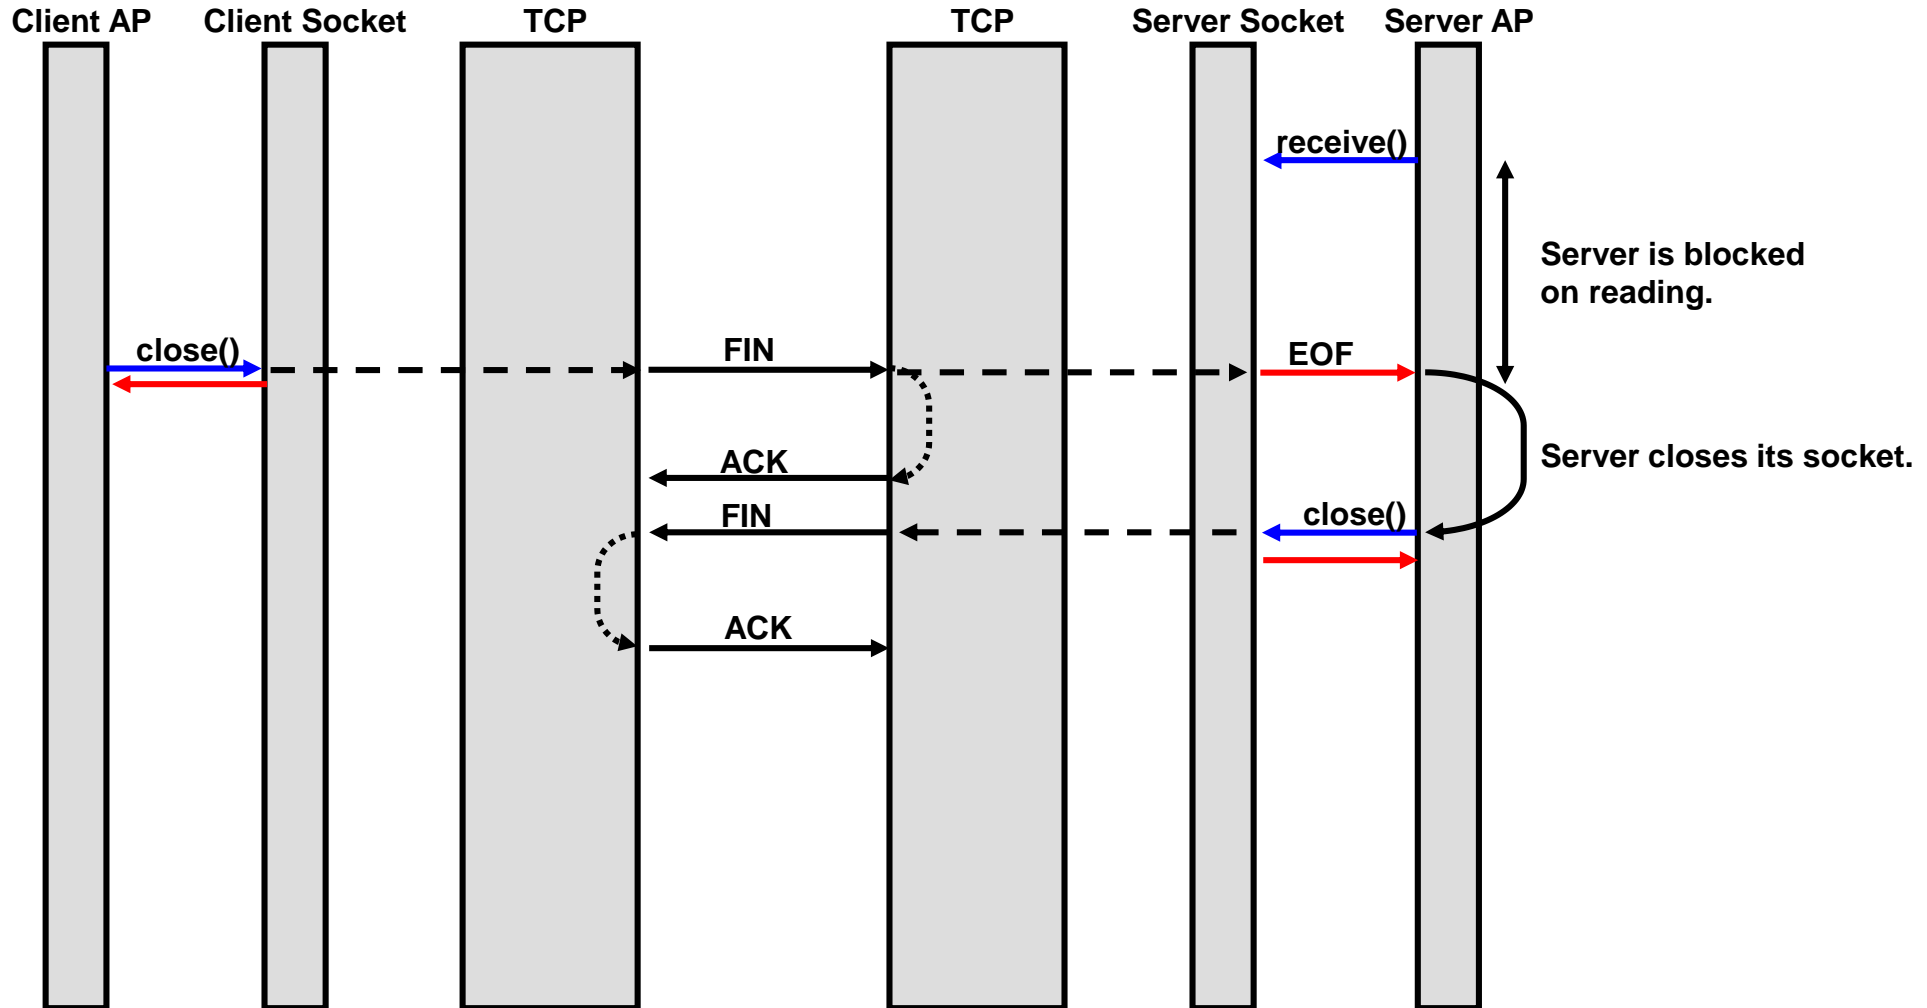 Client AP
Client Socket
TCP
TCP
Server Socket
Server AP
receive()
Server is blocked
on reading.
close()
FIN
EOF
ACK
Server closes its socket.
FIN
close()
ACK